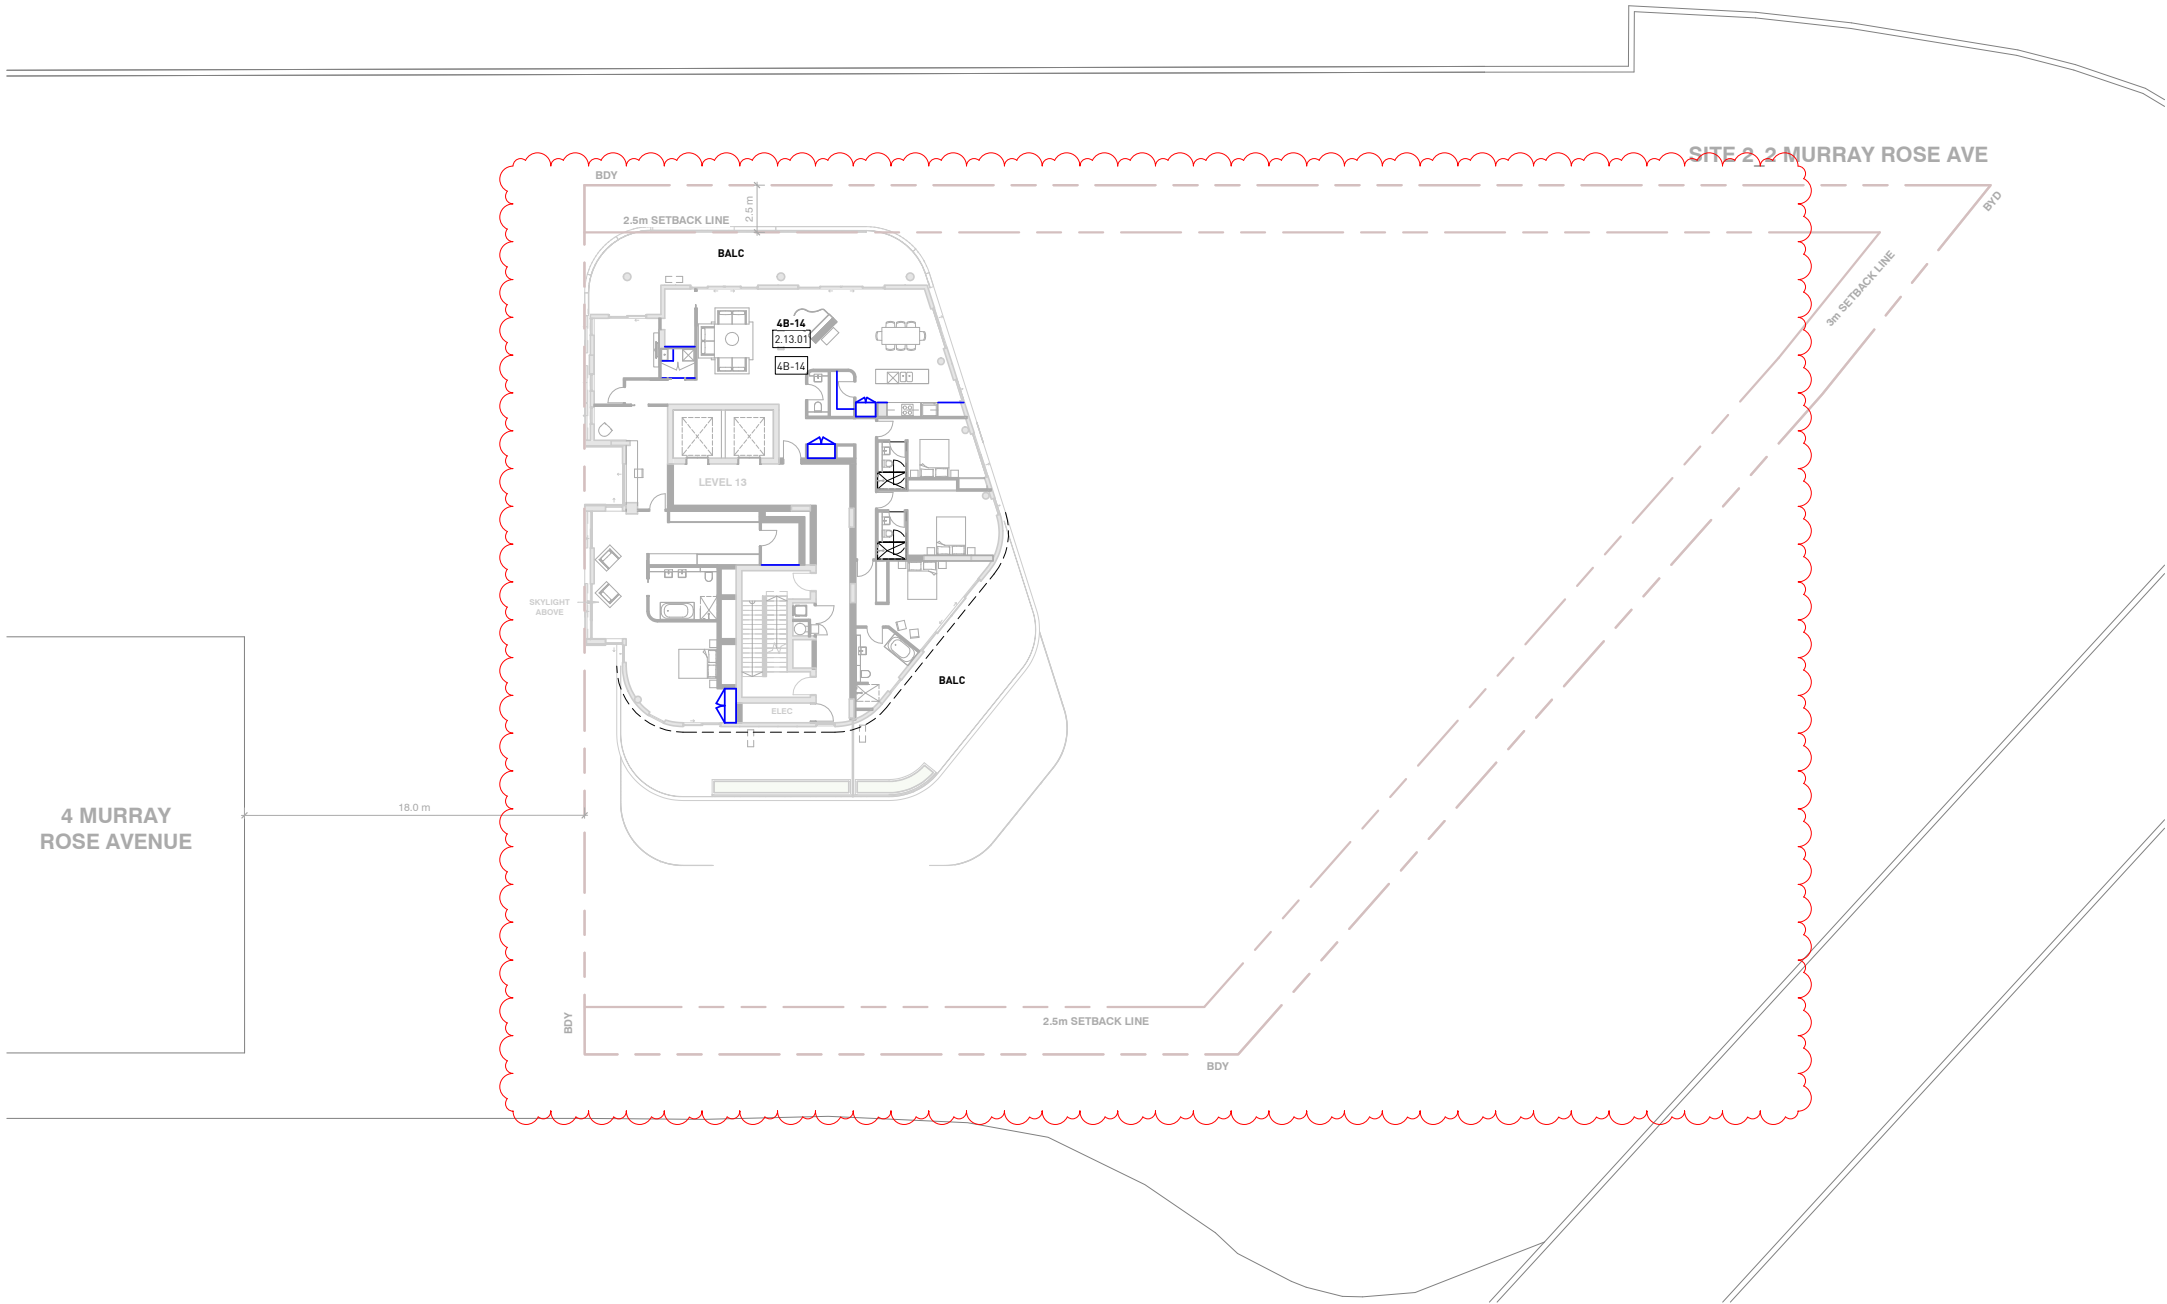 SITE 2, 2 MURRAY ROSE AVE
BDY
BYD
2.5 m
2.5m SETBACK LINE
BALC
3m SETBACK LINE
4B-14
2.13.01
4B-14
LEVEL 13
SKYLIGHT
ABOVE
BALC
ELEC
18.0 m
4 MURRAY
ROSE AVENUE
BDY
2.5m SETBACK LINE
BDY